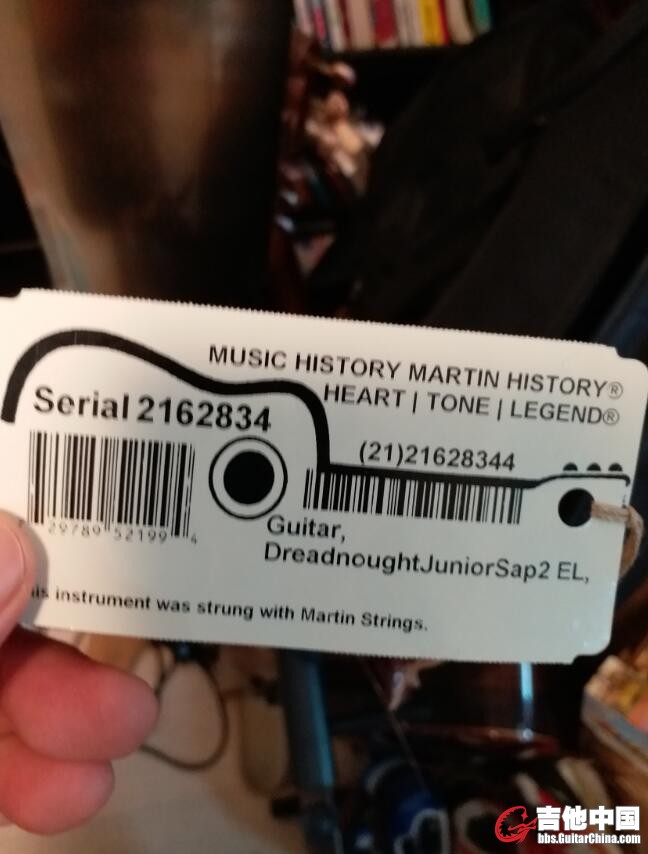 MUSIC HISTORY MARTIN HISTORY®
HEART | TONE | LEGEND®
Serial 2162834
(21)21628344
29789 52199 4
Guitar,
DreadnoughtJuniorSap2 EL,
instrument was strung with Martin Strings.
吉他中国
bbs.GuitarChina.com